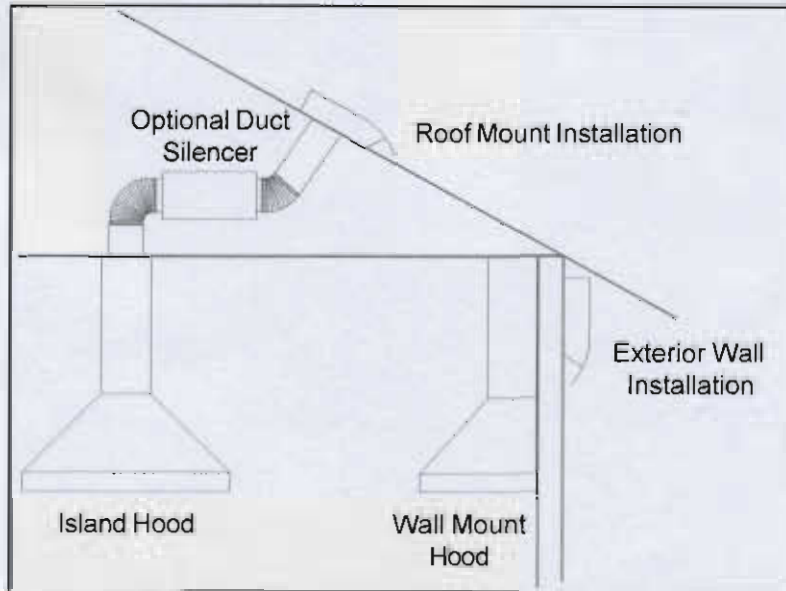 Optional Duct
Silencer
Roof Mount Installation
Exterior Wall
Installation
Island Hood
Wall Mount
Hood